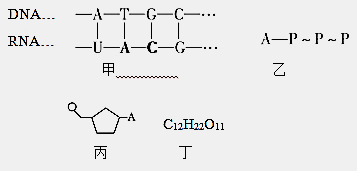 DNA… —A—T—G—C—…
RNA… —U—A—C—G—…
A—P～P～P
甲
乙
A
C₁₂H₂₂O₁₁
丙
丁